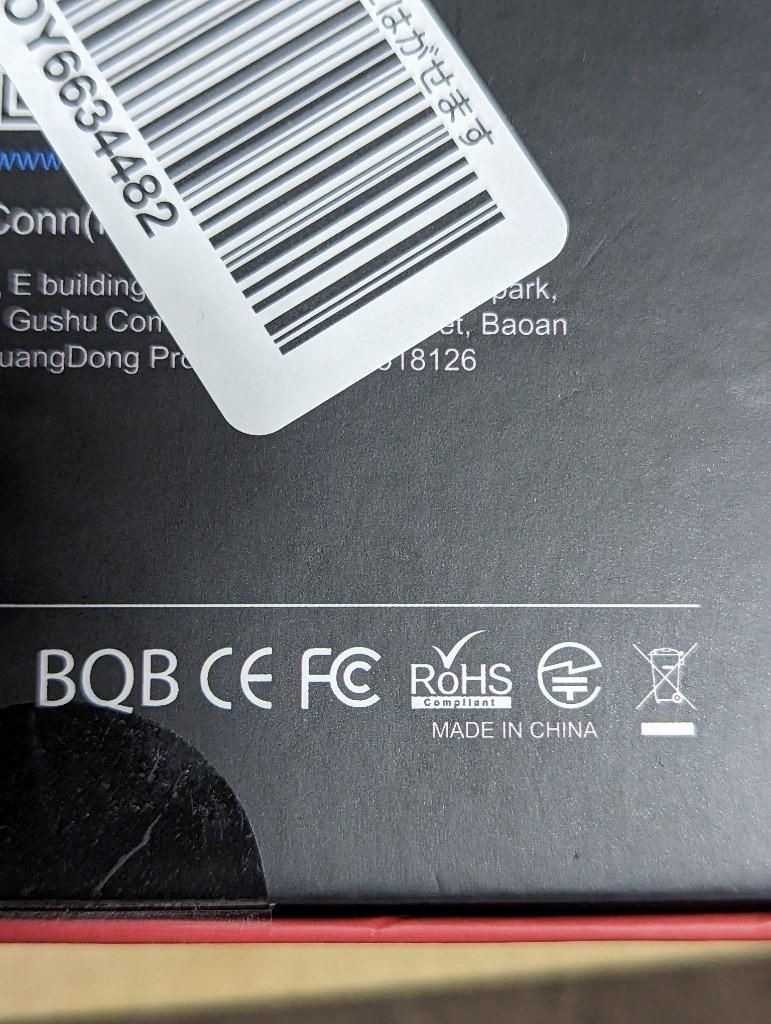 OY6634482
はがせます
www
Conn(
E building park,
Gushu Con et, Baoan
uangDong Pro 518126
BQB CE FC RoHS
Compliant
MADE IN CHINA